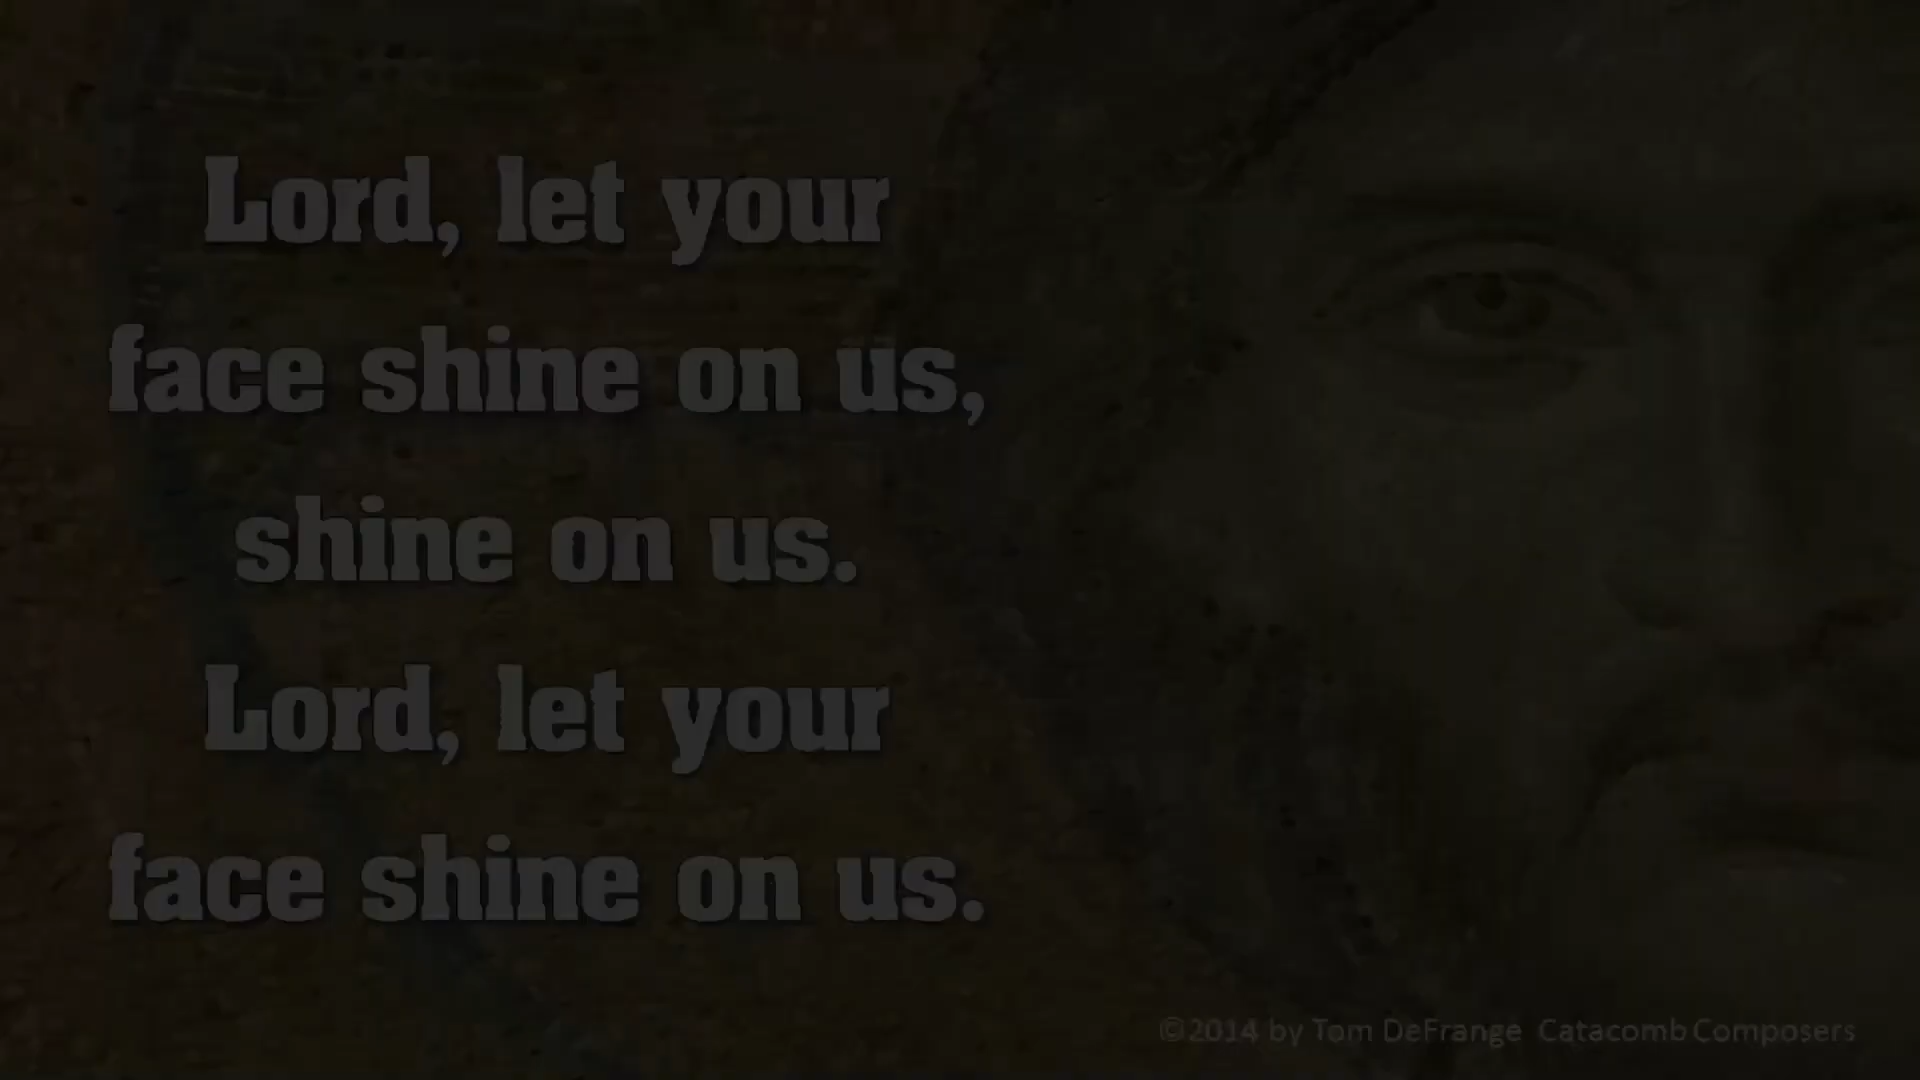 Lord, let your
face shine on us,
shine on us.
Lord, let your
face shine on us.
©2014 by Tom DeFrange Catacomb Composers